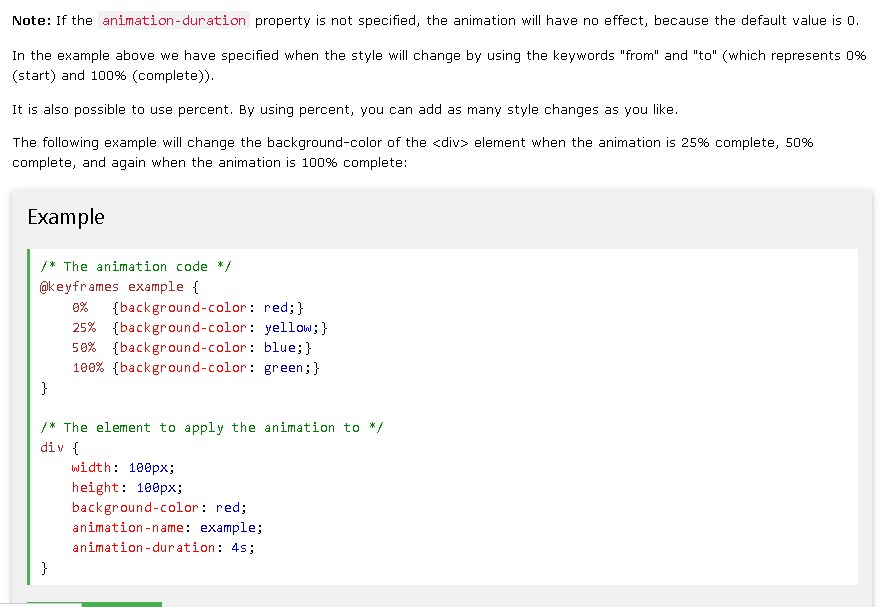 Note: If the animation-duration property is not specified, the animation will have no effect, because the default value is 0.
In the example above we have specified when the style will change by using the keywords "from" and "to" (which represents 0%
(start) and 100% (complete)).
It is also possible to use percent. By using percent, you can add as many style changes as you like.
The following example will change the background-color of the <div> element when the animation is 25% complete, 50%
complete, and again when the animation is 100% complete:
Example
/* The animation code */
@keyframes example {
    0%   {background-color: red;}
    25%  {background-color: yellow;}
    50%  {background-color: blue;}
    100% {background-color: green;}
}
/* The element to apply the animation to */
div {
    width: 100px;
    height: 100px;
    background-color: red;
    animation-name: example;
    animation-duration: 4s;
}